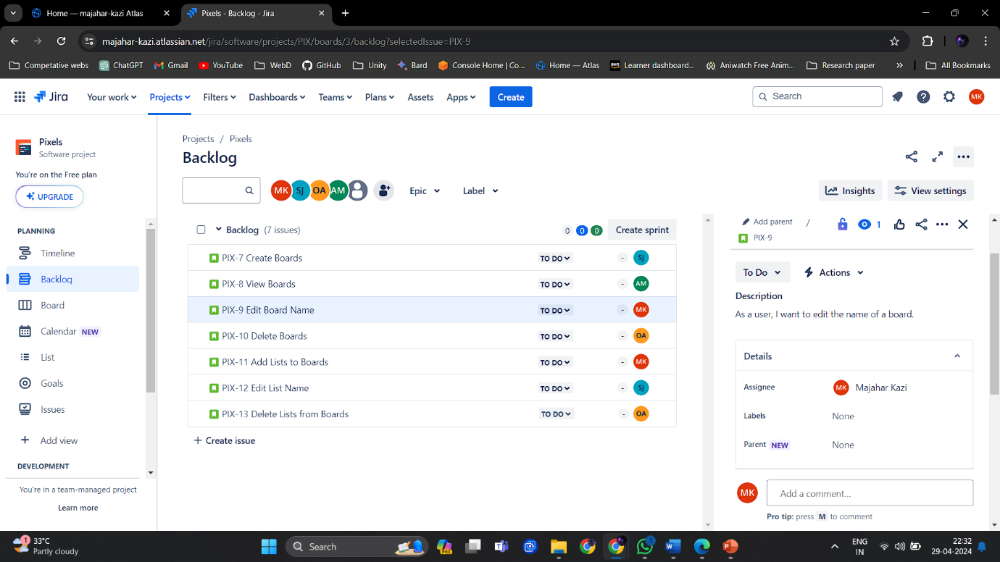 Home — majahar-kazi Atlas
Pixels - Backlog - Jira
majahar-kazi.atlassian.net/jira/software/projects/PIX/boards/3/backlog?selectedIssue=PIX-9
Competative webs ChatGPT Gmail YouTube WebD GitHub Unity Bard Console Home | Co... Home — Atlas aws Learner dashboard... Aniwatch Free Anim... Research paper » All Bookmarks
Jira Your work Projects Filters Dashboards Teams Plans Assets Apps Create Search MK
Pixels
Software project
You're on the Free plan
UPGRADE
PLANNING
Timeline
Backlog
Board
Calendar NEW
List
Goals
Issues
+ Add view
DEVELOPMENT
You're in a team-managed project
Learn more
Projects / Pixels
Backlog
MK SJ OA AM Epic Label Insights View settings
Backlog (7 issues) 0 0 0 Create sprint
PIX-7 Create Boards TO DO - SJ
PIX-8 View Boards TO DO - AM
PIX-9 Edit Board Name TO DO - MK
PIX-10 Delete Boards TO DO - OA
PIX-11 Add Lists to Boards TO DO - MK
PIX-12 Edit List Name TO DO - SJ
PIX-13 Delete Lists from Boards TO DO - OA
+ Create issue
Add parent / 1
PIX-9
To Do Actions
Description
As a user, I want to edit the name of a board.
Details
Assignee MK Majahar Kazi
Labels None
Parent NEW None
MK Add a comment...
Pro tip: press M to comment
1 33°C
Partly cloudy
Search
PRE
1
ENG
IN
22:32
29-04-2024